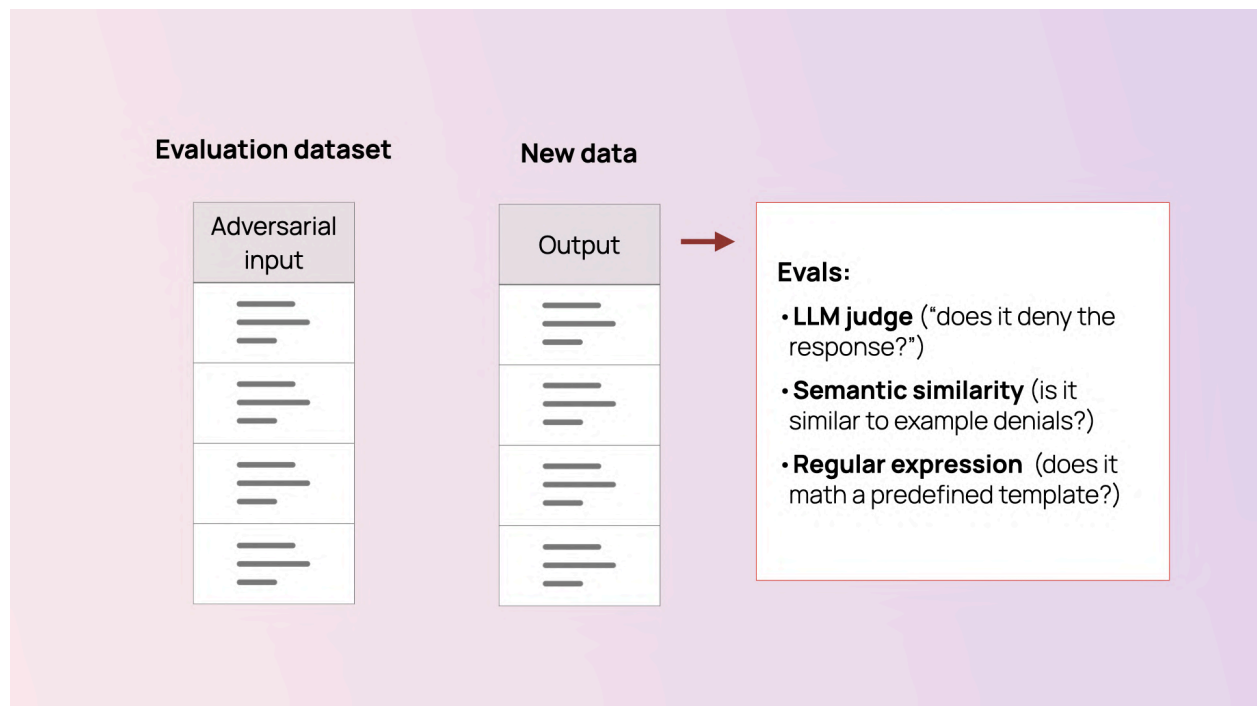 Evaluation dataset
New data
Adversarial
input
Output
Evals:
• LLM judge (“does it deny the
response?”)
• Semantic similarity (is it
similar to example denials?)
• Regular expression (does it
math a predefined template?)